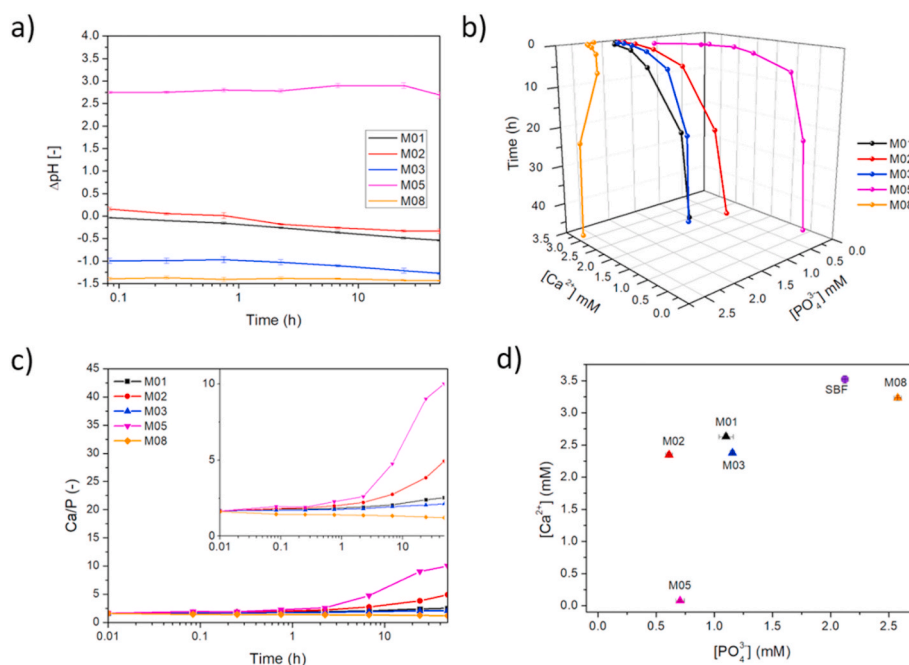 a)
4.0
3.5
3.0
2.5
2.0
1.5
1.0
0.5
0.0
-0.5
-1.0
-1.5
ΔpH [-]
0.1
1
10
Time (h)
M01
M02
M03
M05
M08
b)
0
10
20
30
40
Time (h)
3.5
3.0
2.5
2.0
1.5
1.0
0.5
0.0
[Ca²⁺] mM
2.5
2.0
1.5
1.0
0.5
0.0
[PO₄³⁻] mM
M01
M02
M03
M05
M08
c)
45
40
35
30
25
20
15
10
5
0
Ca/P (-)
M01
M02
M03
M05
M08
10
5
0
0.01
0.1
1
10
0.01
0.1
1
10
Time (h)
d)
3.5
3.0
2.5
2.0
1.5
1.0
0.5
0.0
[Ca²⁺] (mM)
SBF
M08
M01
M02
M03
M05
0.0
0.5
1.0
1.5
2.0
2.5
[PO₄³⁻] (mM)